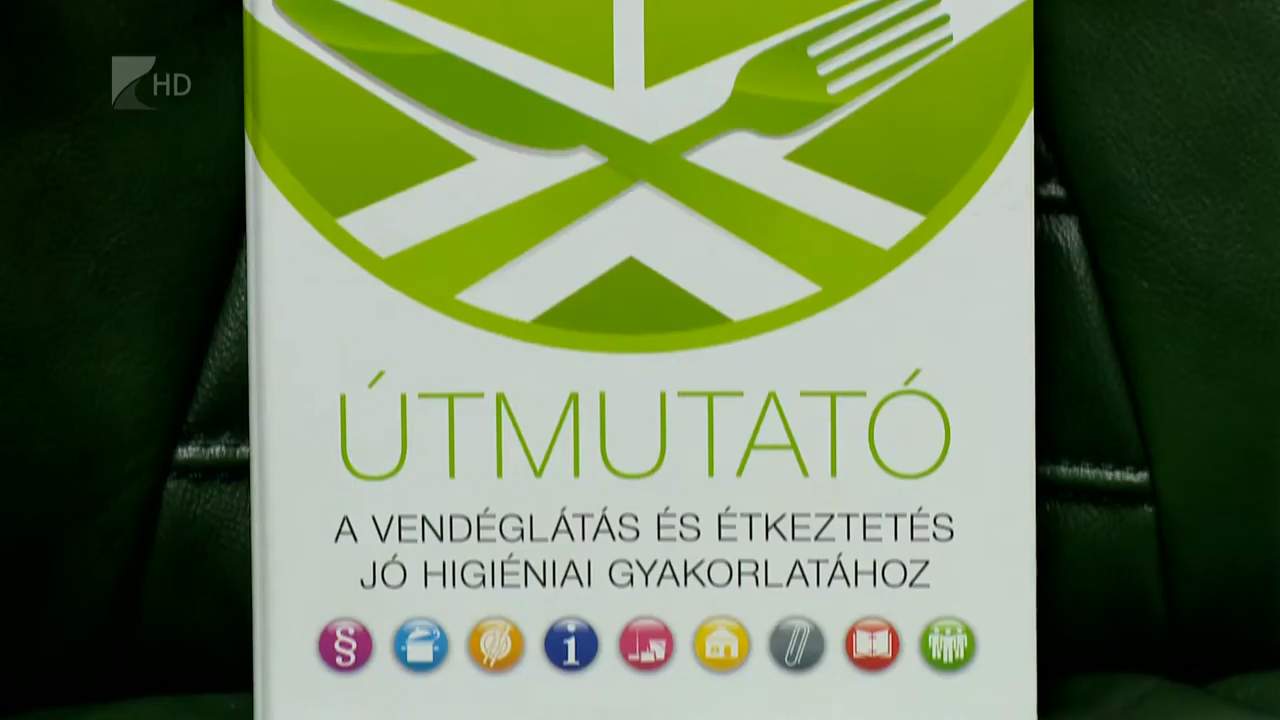 HD
ÚTMUTATÓ
A VENDÉGLÁTÁS ÉS ÉTKEZTETÉS
JÓ HIGIÉNIAI GYAKORLATÁHOZ
§ i